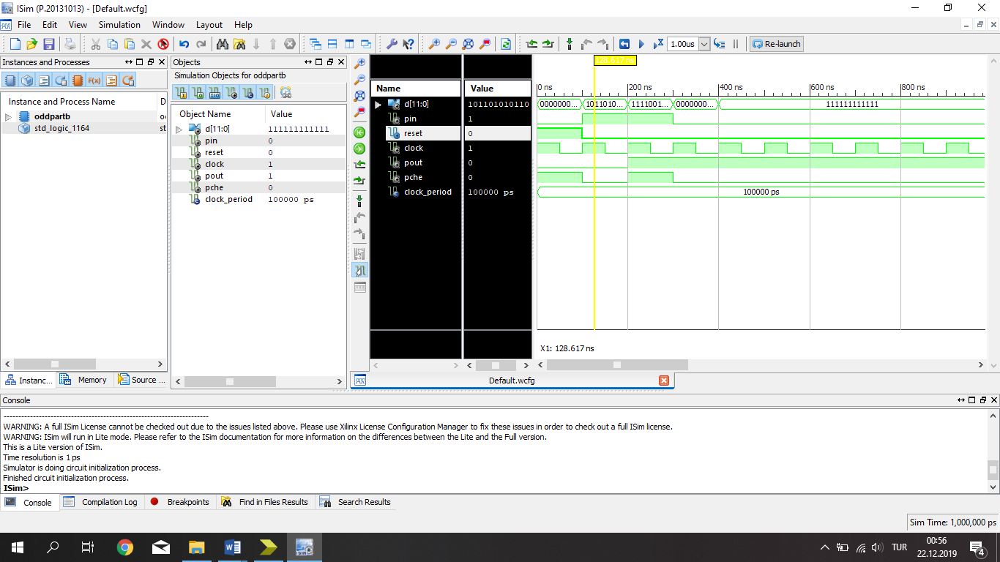 ISim (P.20131013) - [Default.wcfg]
File Edit View Simulation Window Layout Help
1.00us Re-launch
Instances and Processes
Instance and Process Name D
oddpartb
std_logic_1164 st
Instanc... Memory Source ...
Objects
Simulation Objects for oddpartb
Object Name Value
d[11:0] 111111111111
pin 0
reset 0
clock 1
pout 1
pche 0
clock_period 100000 ps
Name Value
d[11:0] 101101010110
pin 1
reset 0
clock 1
pout 0
pche 0
clock_period 100000 ps
128.617 ns
0 ns 200 ns 400 ns 600 ns 800 ns
0000000... 1011010... 1111001... 0000000... 111111111111
100000 ps
X1: 128.617 ns
Default.wcfg
Console
WARNING: A full ISim License cannot be checked out due to the issues listed above. Please use Xilinx License Configuration Manager to fix these issues in order to check out a full ISim license.
WARNING: ISim will run in Lite mode. Please refer to the ISim documentation for more information on the differences between the Lite and the Full version.
This is a Lite version of ISim.
Time resolution is 1 ps
Simulator is doing circuit initialization process.
Finished circuit initialization process.
ISim>
Console Compilation Log Breakpoints Find in Files Results Search Results
Sim Time: 1,000,000 ps
TUR 00:56
22.12.2019 4